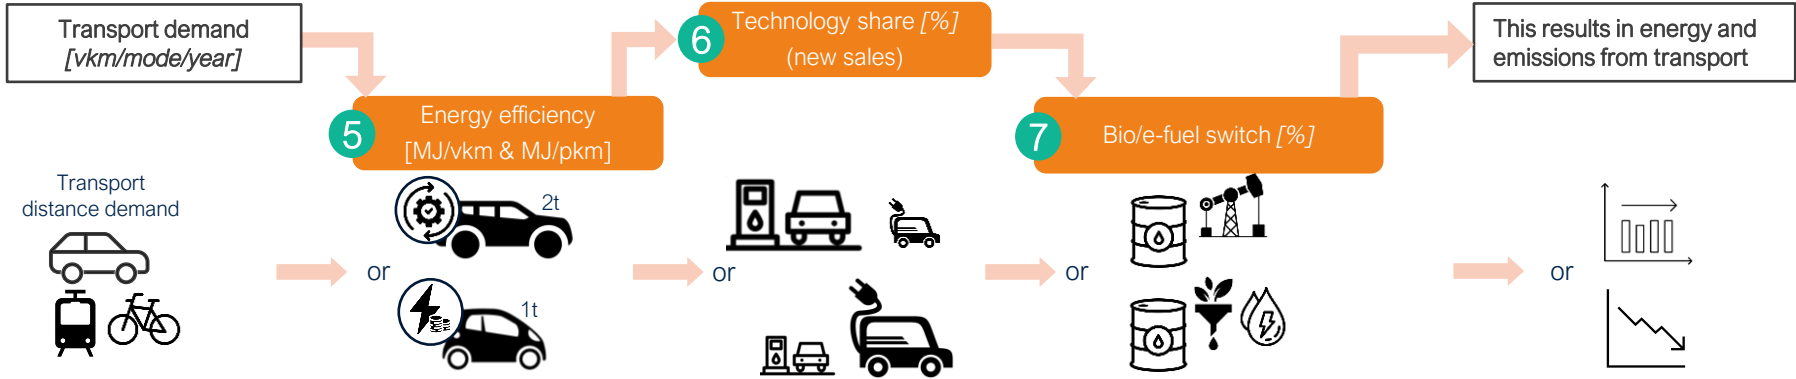 Transport demand
[vkm/mode/year]
5
Energy efficiency
[MJ/vkm & MJ/pkm]
6
Technology share [%]
(new sales)
7
Bio/e-fuel switch [%]
This results in energy and
emissions from transport
Transport
distance demand
or
2t
1t
or
or
or